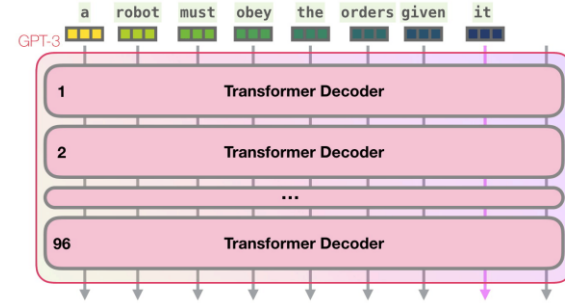 a robot must obey the orders given it
GPT-3
1 Transformer Decoder
2 Transformer Decoder
...
96 Transformer Decoder